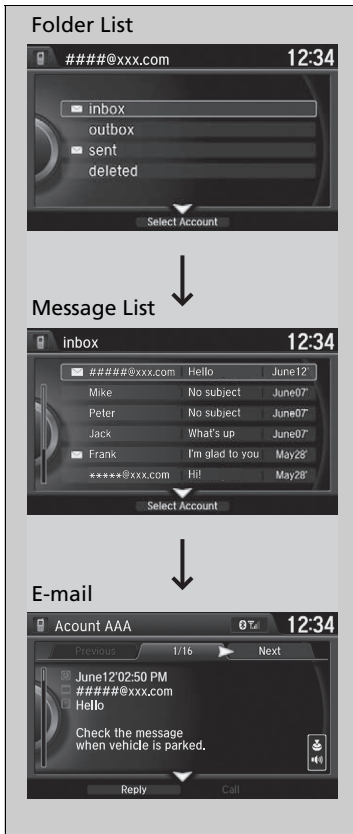 Folder List
####@xxx.com 12:34
inbox
outbox
sent
deleted
Select Account
Message List
inbox 12:34
#####@xxx.com Hello June12'
Mike No subject June07'
Peter No subject June07'
Jack What's up June07'
Frank I'm glad to you May28'
*****@xxx.com Hi! May28'
Select Account
E-mail
Acount AAA 12:34
Previous 1/16 Next
June12'02:50 PM
#####@xxx.com
Hello
Check the message
when vehicle is parked.
Reply Call